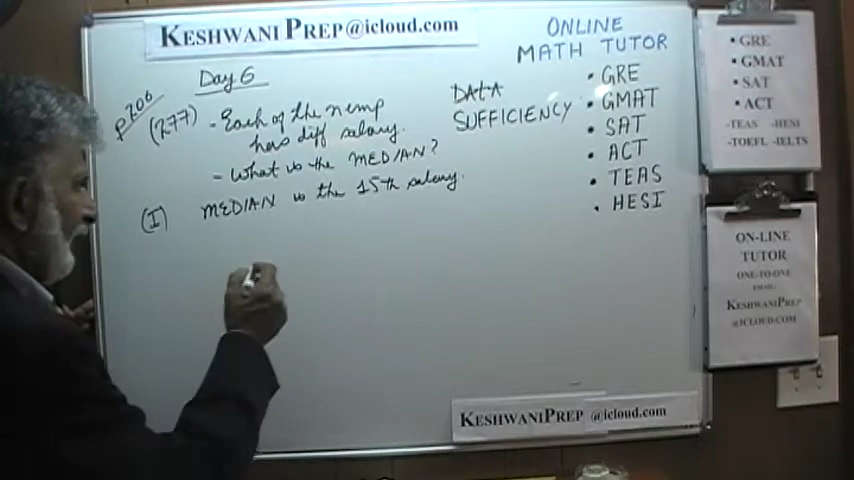 KESHWANI PREP@icloud.com
Day 6
P206
(277) - Each of the n emp
has diff salary.
- What is the MEDIAN?
(I) MEDIAN is the 15th salary.
DATA
SUFFICIENCY
ONLINE
MATH TUTOR
• GRE
• GMAT
• SAT
• ACT
• TEAS
• HESI
• GRE
• GMAT
• SAT
• ACT
-TEAS -HESI
-TOEFL -IELTS
ON-LINE
TUTOR
ONE-TO-ONE
EMAIL:
KESHWANIPREP
@ICLOUD.COM
KESHWANIPREP @icloud.com